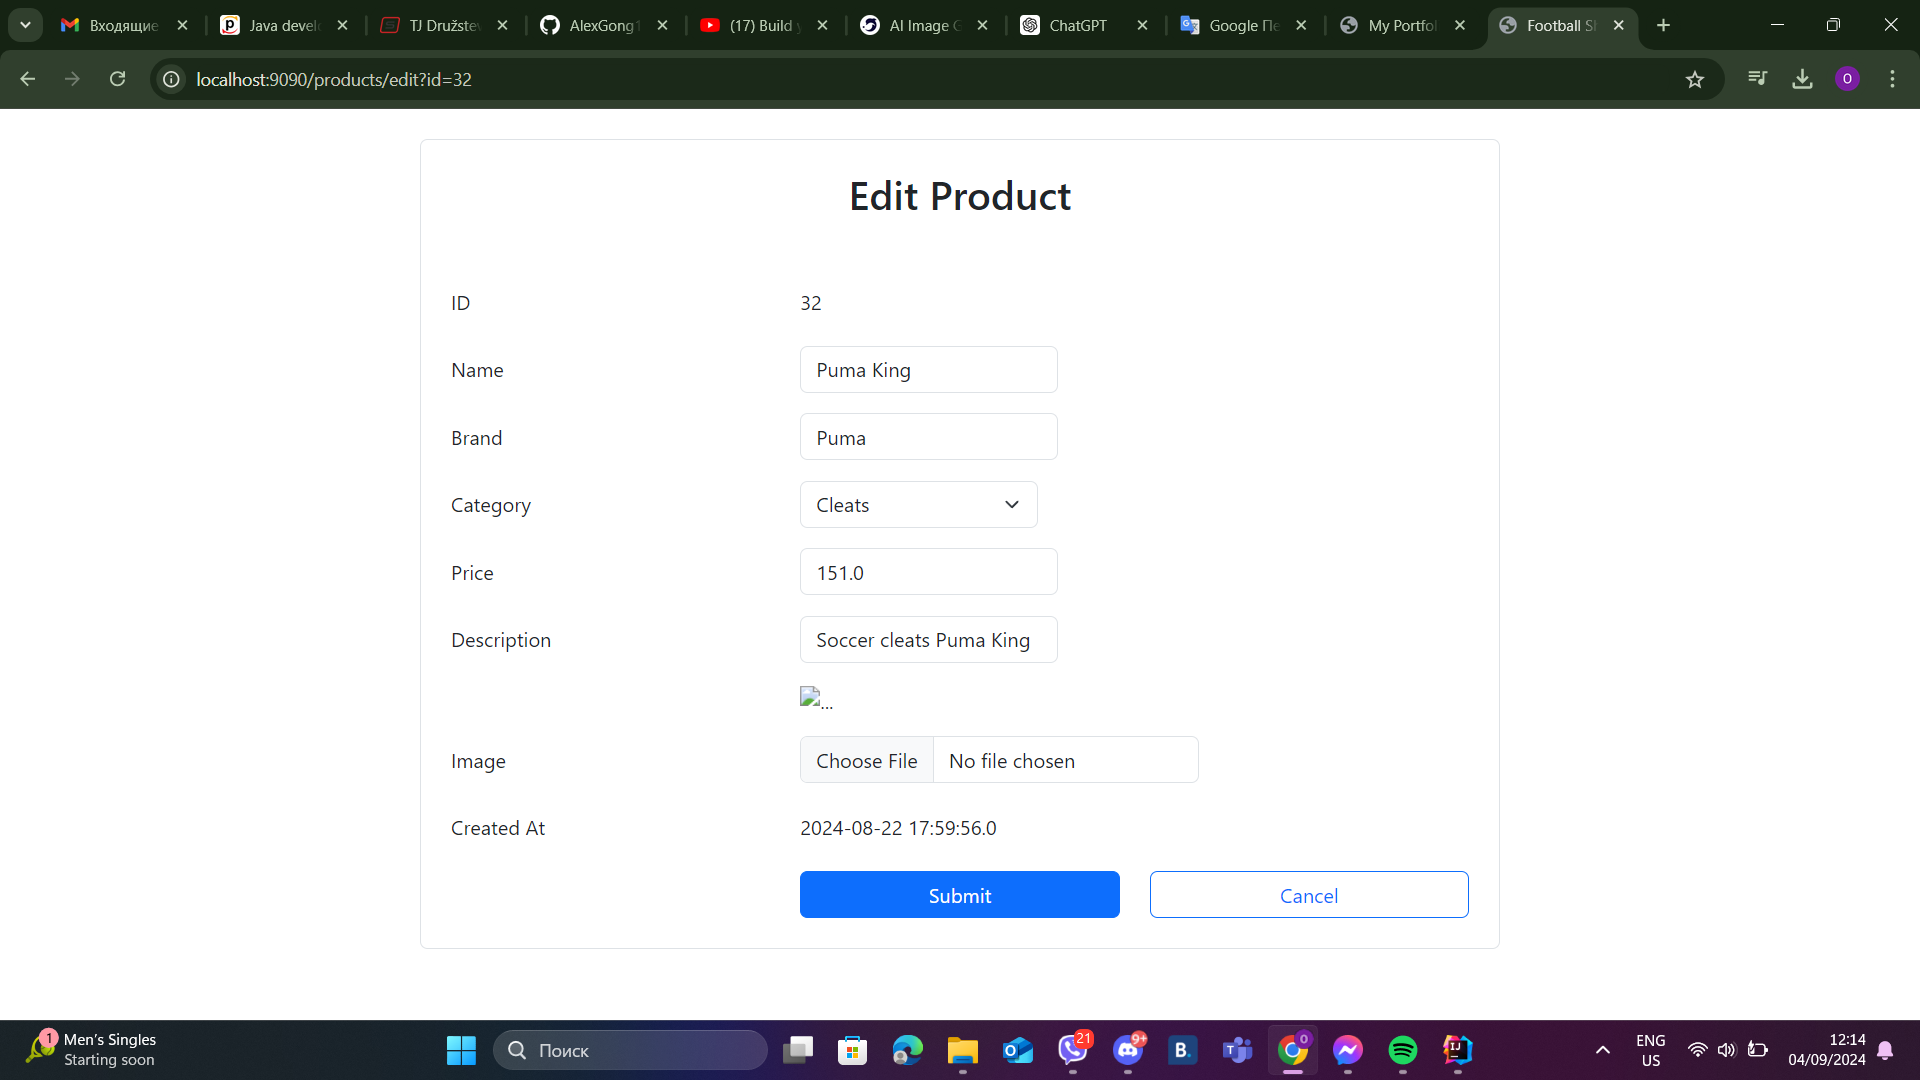 Входящие
Java devel
TJ Družstev
AlexGong1
(17) Build y
AI Image G
ChatGPT
Google Пе
My Portfol
Football Sh
localhost:9090/products/edit?id=32
O
Edit Product
ID
32
Name
Puma King
Brand
Puma
Category
Cleats
Price
151.0
Description
Soccer cleats Puma King
...
Image
Choose File
No file chosen
Created At
2024-08-22 17:59:56.0
Submit
Cancel
1
Men's Singles
Starting soon
Поиск
21
9+
B.
O
ENG
US
12:14
04/09/2024